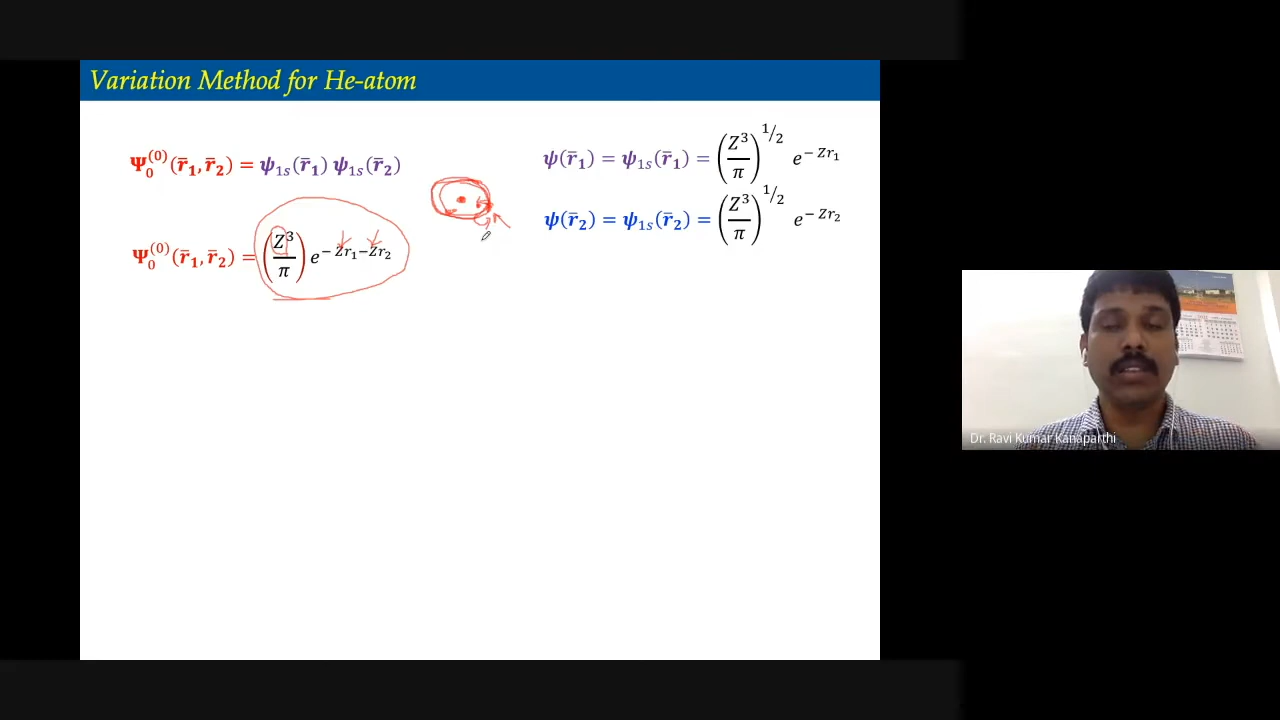 Variation Method for He-atom
Ψ₀⁽⁰⁾(r̄₁, r̄₂) = ψ₁ₛ(r̄₁) ψ₁ₛ(r̄₂)
Ψ₀⁽⁰⁾(r̄₁, r̄₂) = (Z³/π) e^(−Zr₁−Zr₂)
ψ(r̄₁) = ψ₁ₛ(r̄₁) = (Z³/π)^(1/2) e^(−Zr₁)
ψ(r̄₂) = ψ₁ₛ(r̄₂) = (Z³/π)^(1/2) e^(−Zr₂)
Dr. Ravi Kumar Kanaparthi